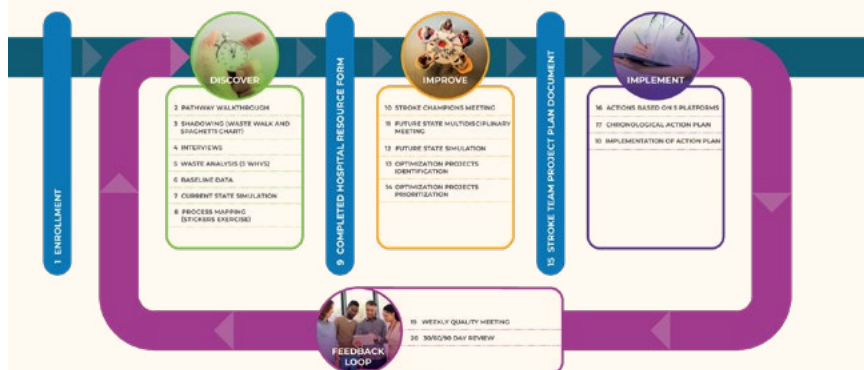 1 ENROLLMENT
DISCOVER
2 PATHWAY WALKTHROUGH
3 SHADOWING (WASTE WALK AND
SPAGHETTI CHART)
4 INTERVIEWS
5 WASTE ANALYSIS (5 WHYS)
6 BASELINE DATA
7 CURRENT STATE SIMULATION
8 PROCESS MAPPING
(STICKERS EXERCISE)
9 COMPLETED HOSPITAL RESOURCE FORM
IMPROVE
10 STROKE CHAMPIONS MEETING
11 FUTURE STATE MULTIDISCIPLINARY
MEETING
12 FUTURE STATE SIMULATION
13 OPTIMIZATION PROJECTS
IDENTIFICATION
14 OPTIMIZATION PROJECTS
PRIORITIZATION
15 STROKE TEAM PROJECT PLAN DOCUMENT
IMPLEMENT
16 ACTIONS BASED ON 5 PLATFORMS
17 CHRONOLOGICAL ACTION PLAN
18 IMPLEMENTATION OF ACTION PLAN
FEEDBACK
LOOP
19 WEEKLY QUALITY MEETING
20 30/60/90 DAY REVIEW